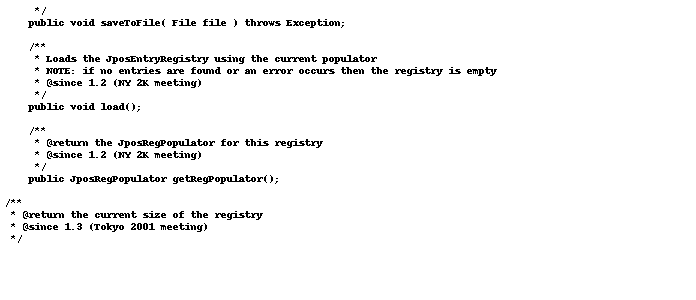 */
public void saveToFile( File file ) throws Exception;
/**
* Loads the JposEntryRegistry using the current populator
* NOTE: if no entries are found or an error occurs then the registry is empty
* @since 1.2 (NY 2K meeting)
*/
public void load();
/**
* @return the JposRegPopulator for this registry
* @since 1.2 (NY 2K meeting)
*/
public JposRegPopulator getRegPopulator();
/**
* @return the current size of the registry
* @since 1.3 (Tokyo 2001 meeting)
*/